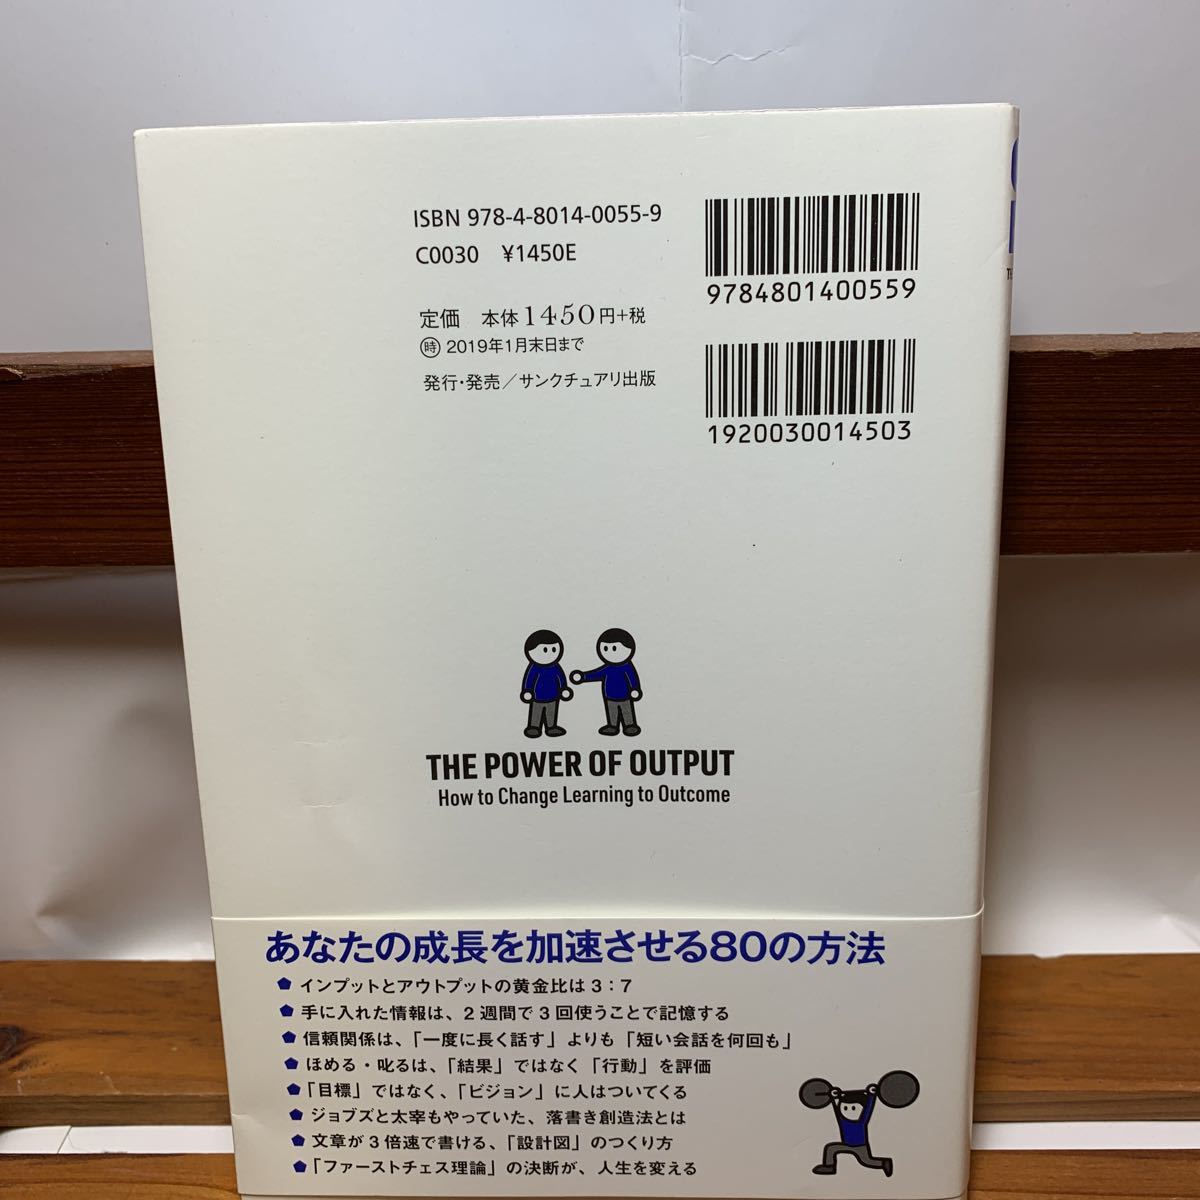 ISBN 978-4-8014-0055-9
C0030 ¥1450E
9784801400559
定価 本体1450円+税
時 2019年1月末日まで
発行・発売/サンクチュアリ出版
1920030014503
THE POWER OF OUTPUT
How to Change Learning to Outcome
あなたの成長を加速させる80の方法
インプットとアウトプットの黄金比は3:7
手に入れた情報は、2週間で3回使うことで記憶する
信頼関係は、「一度に長く話す」よりも「短い会話を何回も」
ほめる・叱るは、「結果」ではなく「行動」を評価
「目標」ではなく、「ビジョン」に人はついてくる
ジョブズと太宰もやっていた、落書き創造法とは
文章が3倍速で書ける、「設計図」のつくり方
「ファーストチェス理論」の決断が、人生を変える